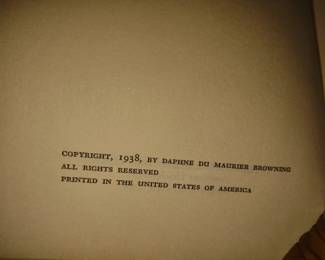 COPYRIGHT, 1938, BY DAPHNE DU MAURIER BROWNING
ALL RIGHTS RESERVED
PRINTED IN THE UNITED STATES OF AMERICA